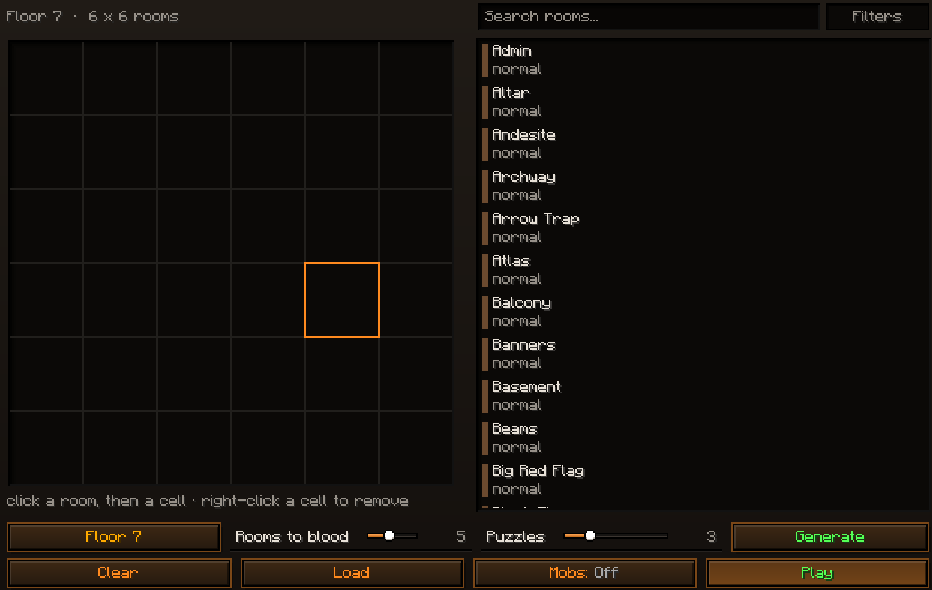 Floor 7 · 6 x 6 rooms
Search rooms...
Filters
Admin
normal
Altar
normal
Andesite
normal
Archway
normal
Arrow Trap
normal
Atlas
normal
Balcony
normal
Banners
normal
Basement
normal
Beams
normal
Big Red Flag
normal
click a room, then a cell · right-click a cell to remove
Floor 7
Rooms to blood 5
Puzzles 3
Generate
Clear
Load
Mobs: Off
Play